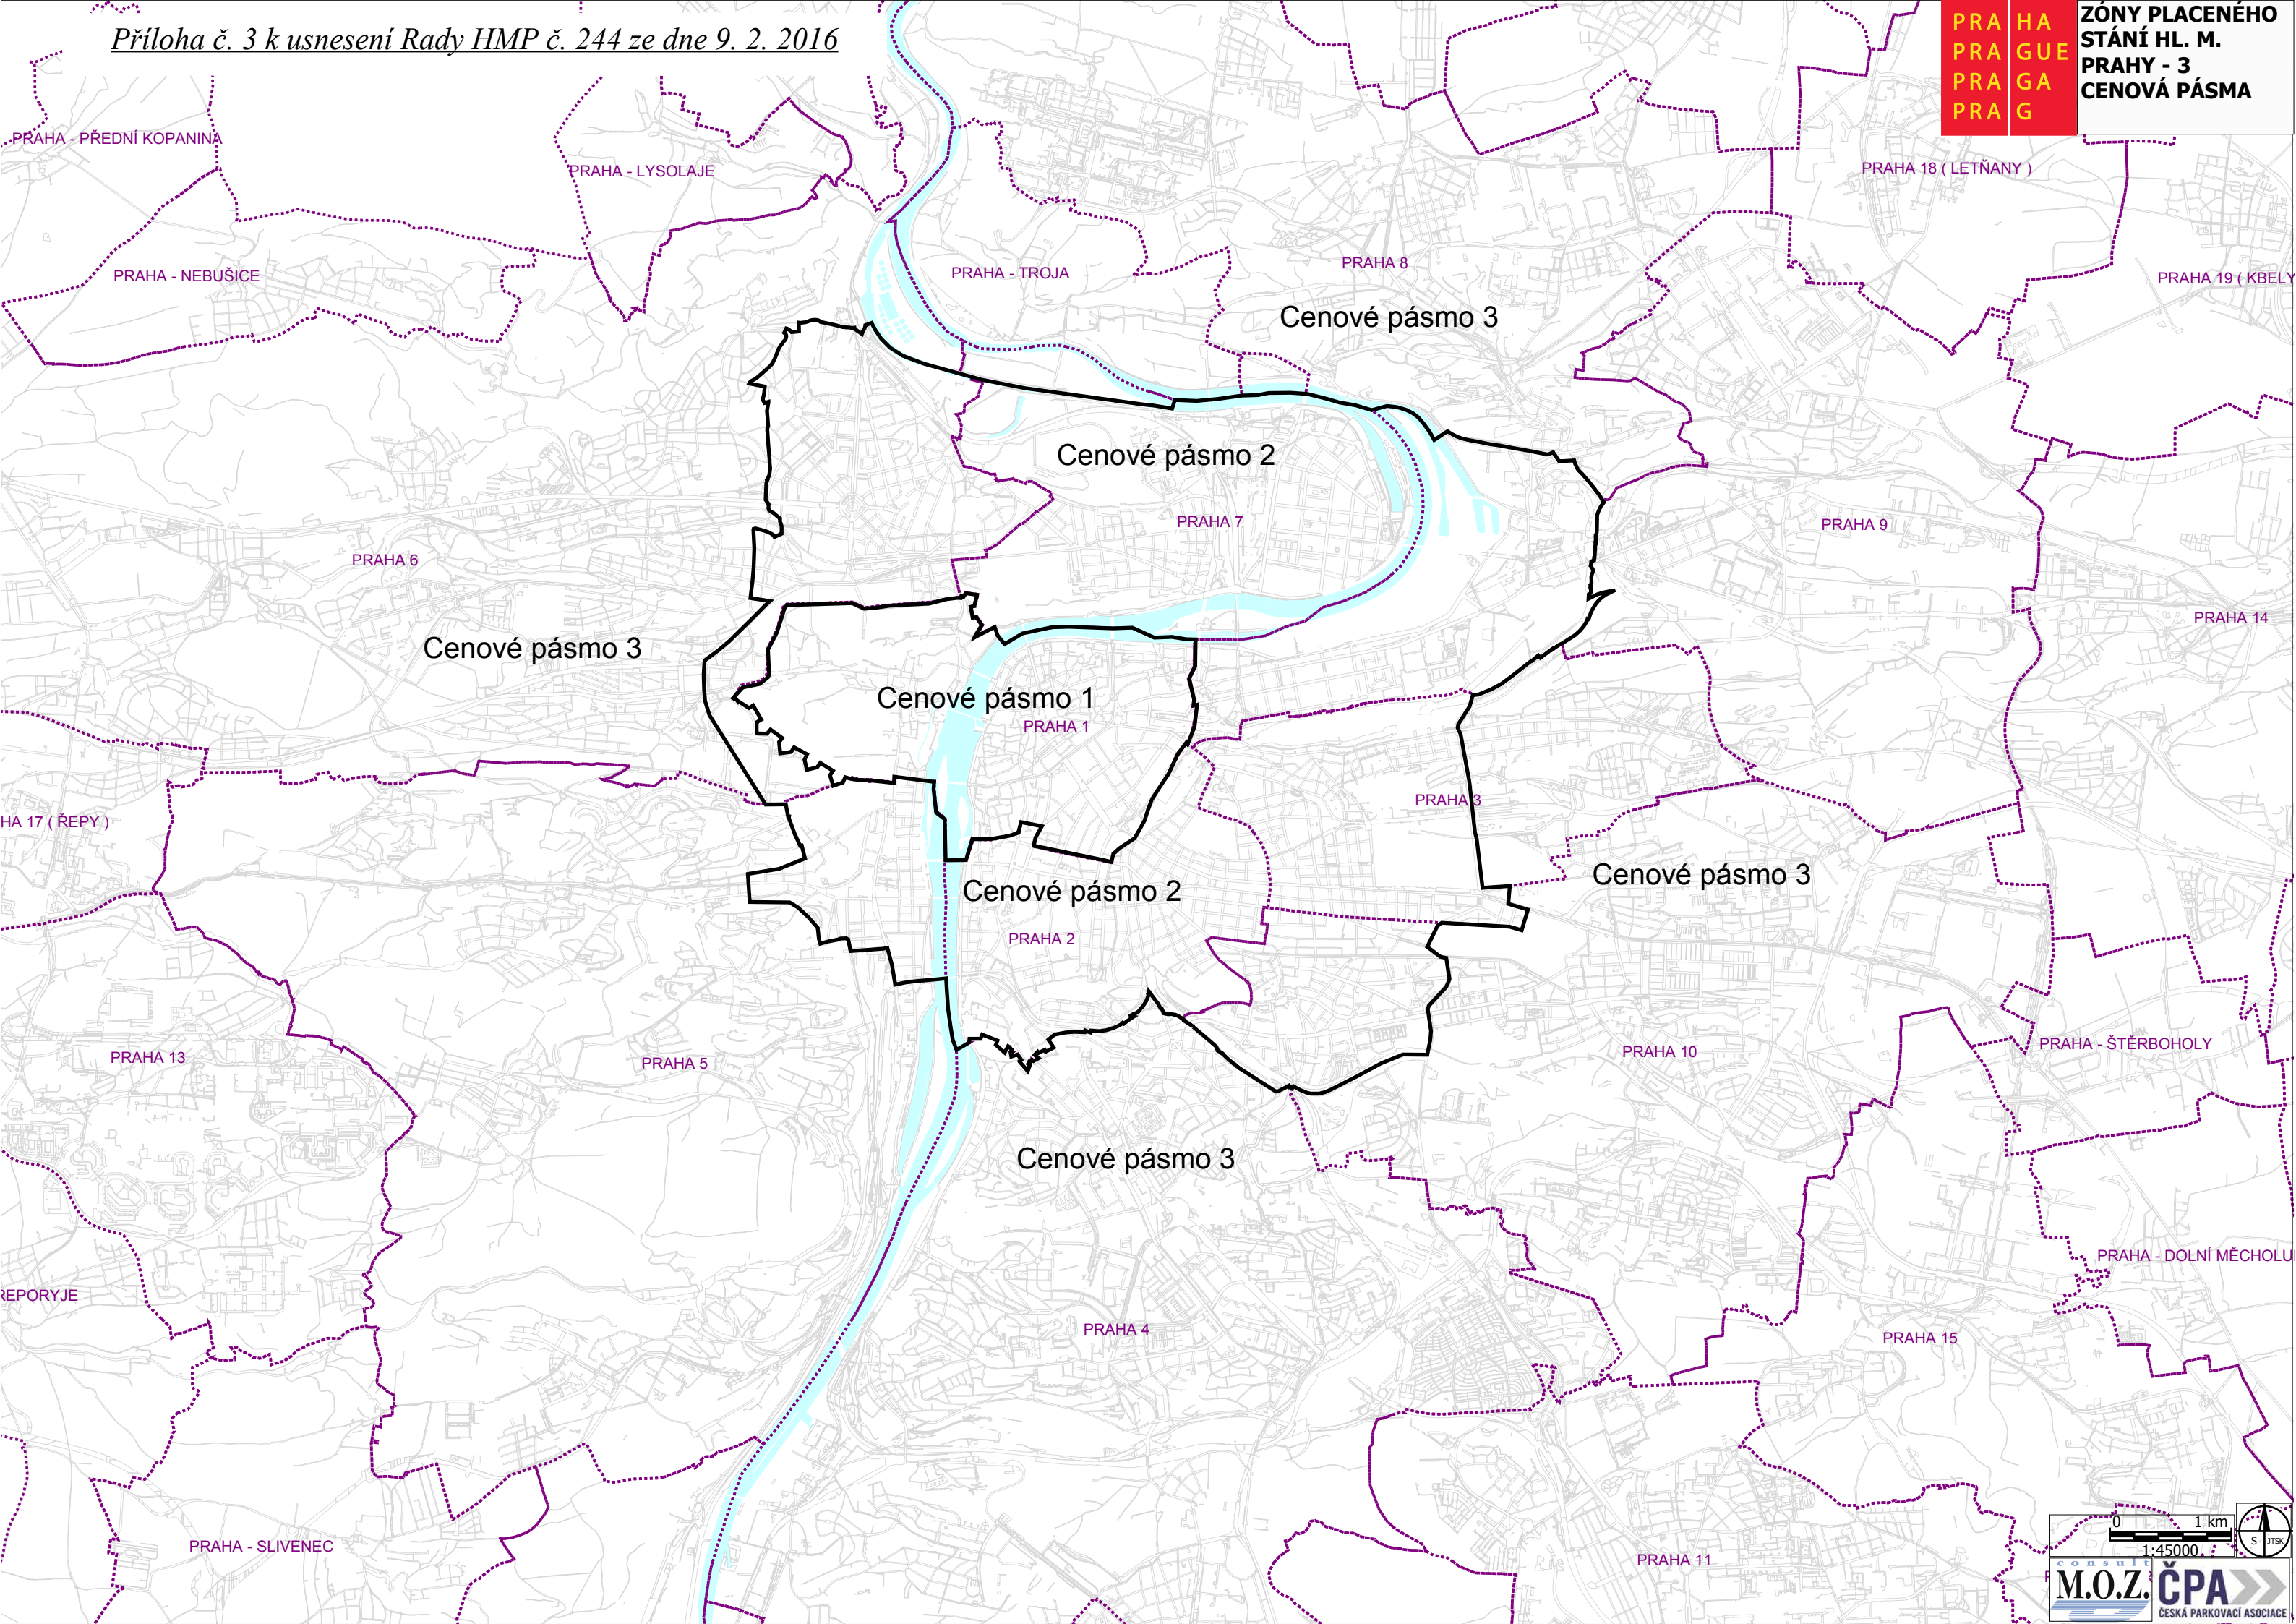 Příloha č. 3 k usnesení Rady HMP č. 244 ze dne 9. 2. 2016
PRA HA
PRA GUE
PRA GA
PRA G
ZÓNY PLACENÉHO
STÁNÍ HL. M.
PRAHY - 3
CENOVÁ PÁSMA
PRAHA - PŘEDNÍ KOPANINA
PRAHA - LYSOLAJE
PRAHA 18 ( LETŇANY )
PRAHA - NEBUŠICE
PRAHA - TROJA
PRAHA 8
PRAHA 19 ( KBELY
Cenové pásmo 3
Cenové pásmo 2
PRAHA 7
PRAHA 9
PRAHA 6
PRAHA 14
Cenové pásmo 3
Cenové pásmo 1
PRAHA 1
PRAHA 3
HA 17 ( ŘEPY )
Cenové pásmo 3
Cenové pásmo 2
PRAHA 2
PRAHA 13
PRAHA 5
PRAHA 10
PRAHA - ŠTĚRBOHOLY
Cenové pásmo 3
PRAHA - DOLNÍ MĚCHOLU
ŘEPORYJE
PRAHA 4
PRAHA 15
PRAHA - SLIVENEC
PRAHA 11
0 1 km
1:45000
S JTSK
consult
M.O.Z.
ČPA
ČESKÁ PARKOVACÍ ASOCIACE